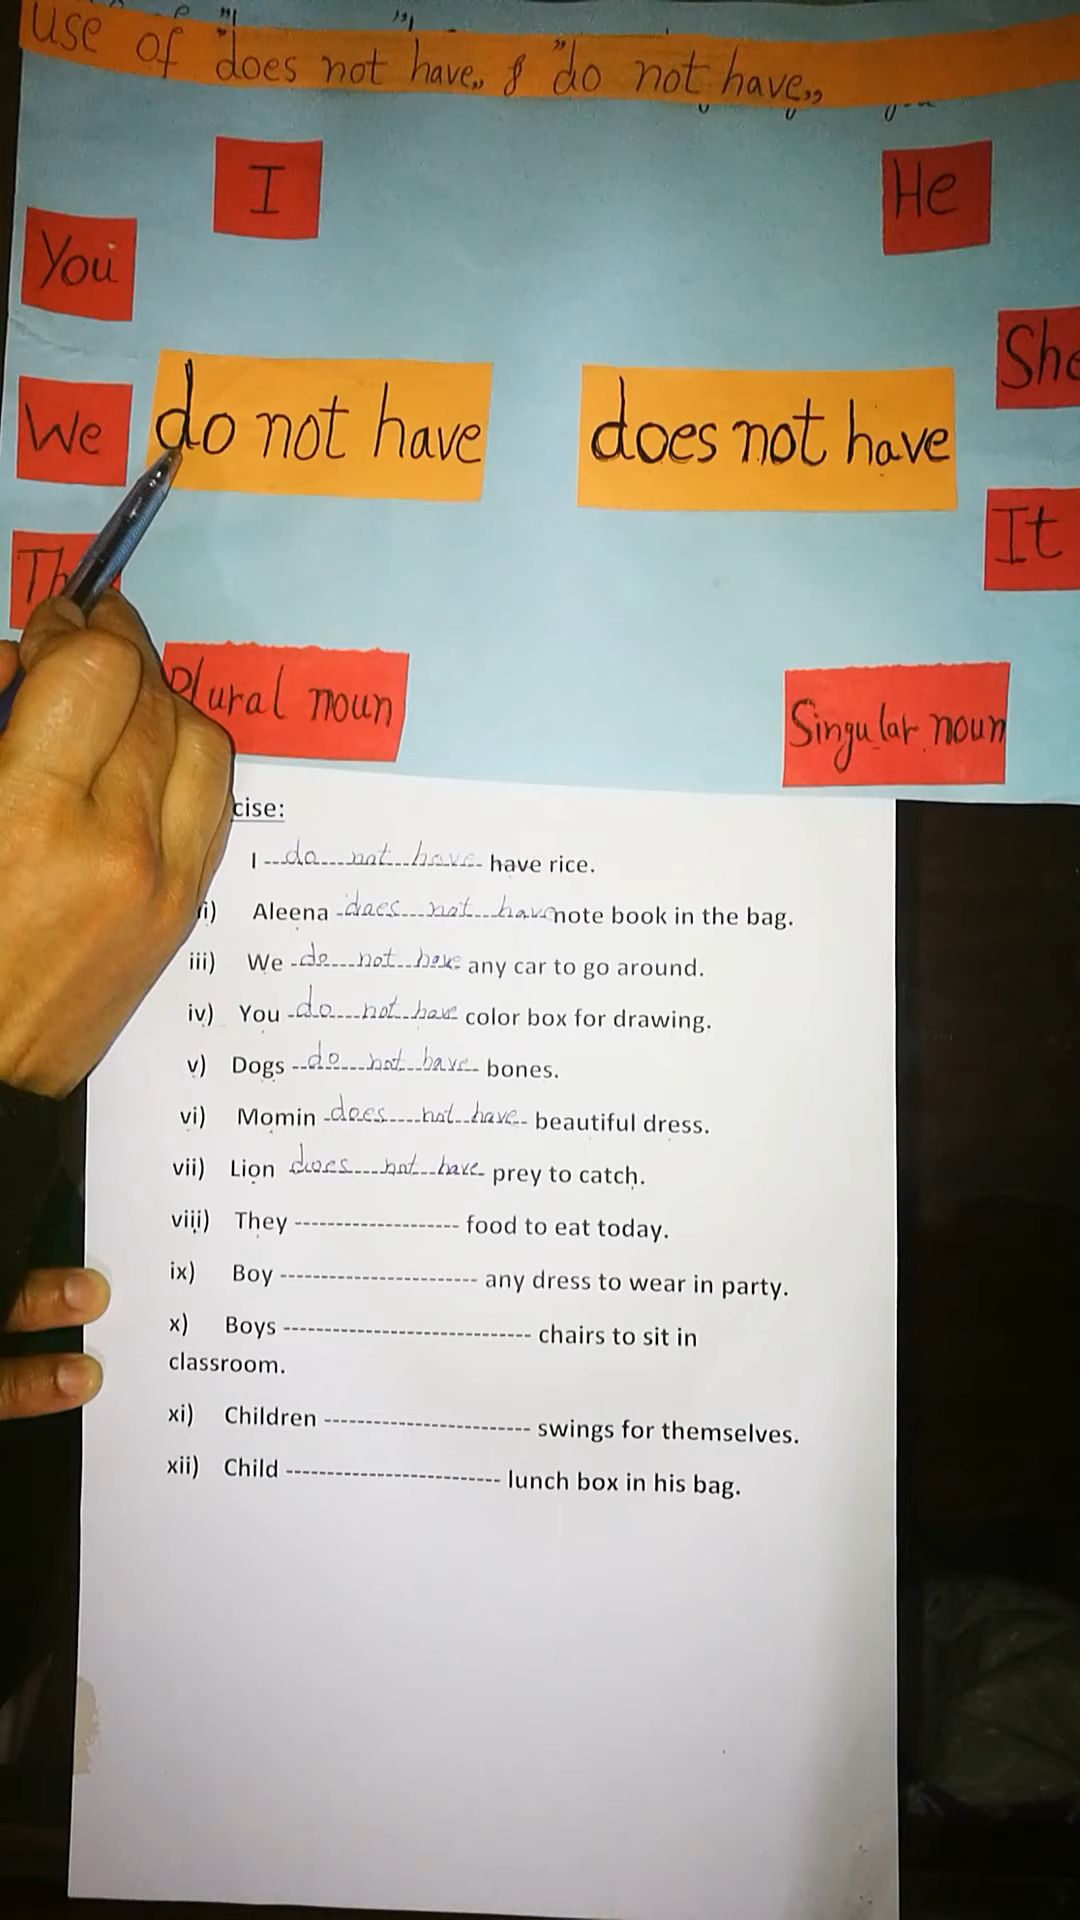 use of "does not have,, & "do not have,,
I
He
You
She
We
do not have
does not have
It
Plural noun
Singular noun
cise:
I do not have have rice.
ii) Aleena does not have note book in the bag.
iii) We do not have any car to go around.
iv) You do not have color box for drawing.
v) Dogs do not have bones.
vi) Momin does not have beautiful dress.
vii) Lion does not have prey to catch.
viii) They -------------------- food to eat today.
ix) Boy ------------------------ any dress to wear in party.
x) Boys ------------------------------ chairs to sit in
classroom.
xi) Children ------------------------- swings for themselves.
xii) Child -------------------------- lunch box in his bag.